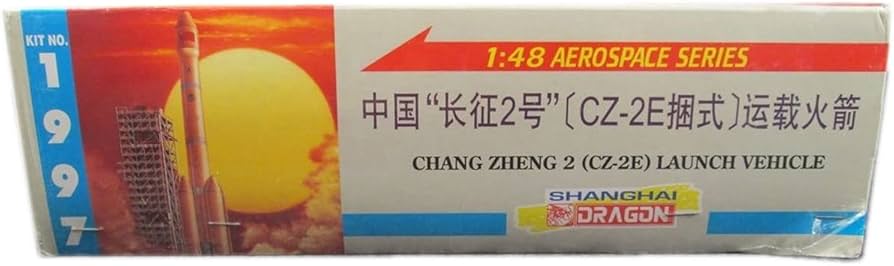 KIT NO.
1997
1:48 AEROSPACE SERIES
中国“长征2号”〔CZ-2E捆式〕运载火箭
CHANG ZHENG 2 (CZ-2E) LAUNCH VEHICLE
SHANGHAI
DRAGON